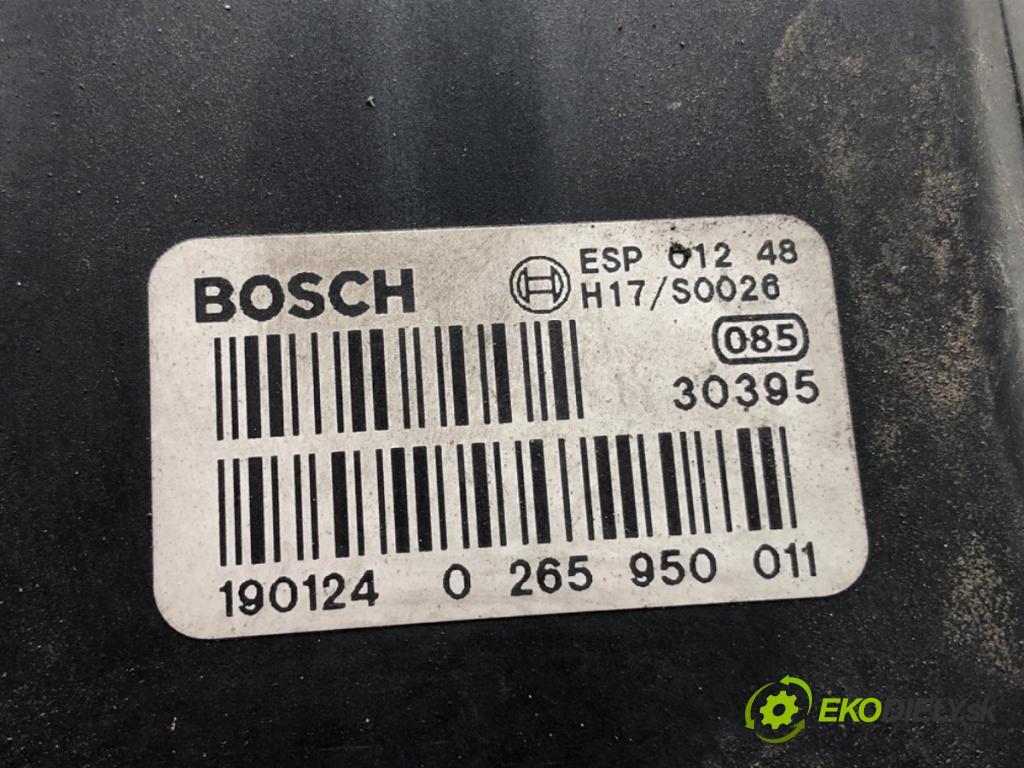 BOSCH
ESP 012 48
H17/S0026
085
30395
190124 0 265 950 011
EKODIELY.sk